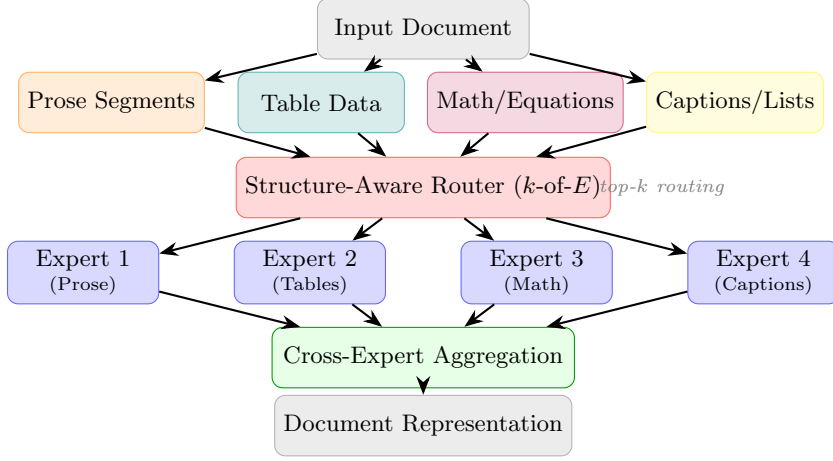 Input Document
Prose Segments
Table Data
Math/Equations
Captions/Lists
Structure-Aware Router (k-of-E)
top-k routing
Expert 1
(Prose)
Expert 2
(Tables)
Expert 3
(Math)
Expert 4
(Captions)
Cross-Expert Aggregation
Document Representation